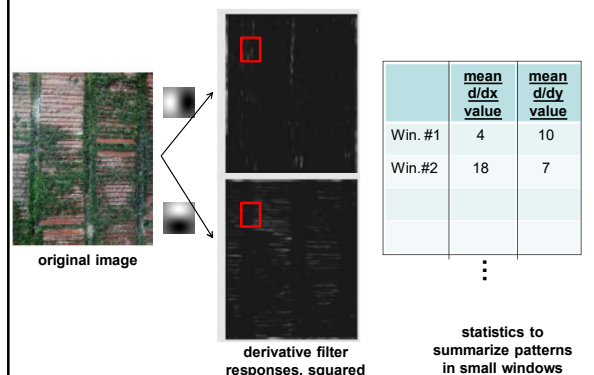 original image
derivative filter
responses, squared
mean
d/dx
value
mean
d/dy
value
Win. #1 4 10
Win.#2 18 7
statistics to
summarize patterns
in small windows